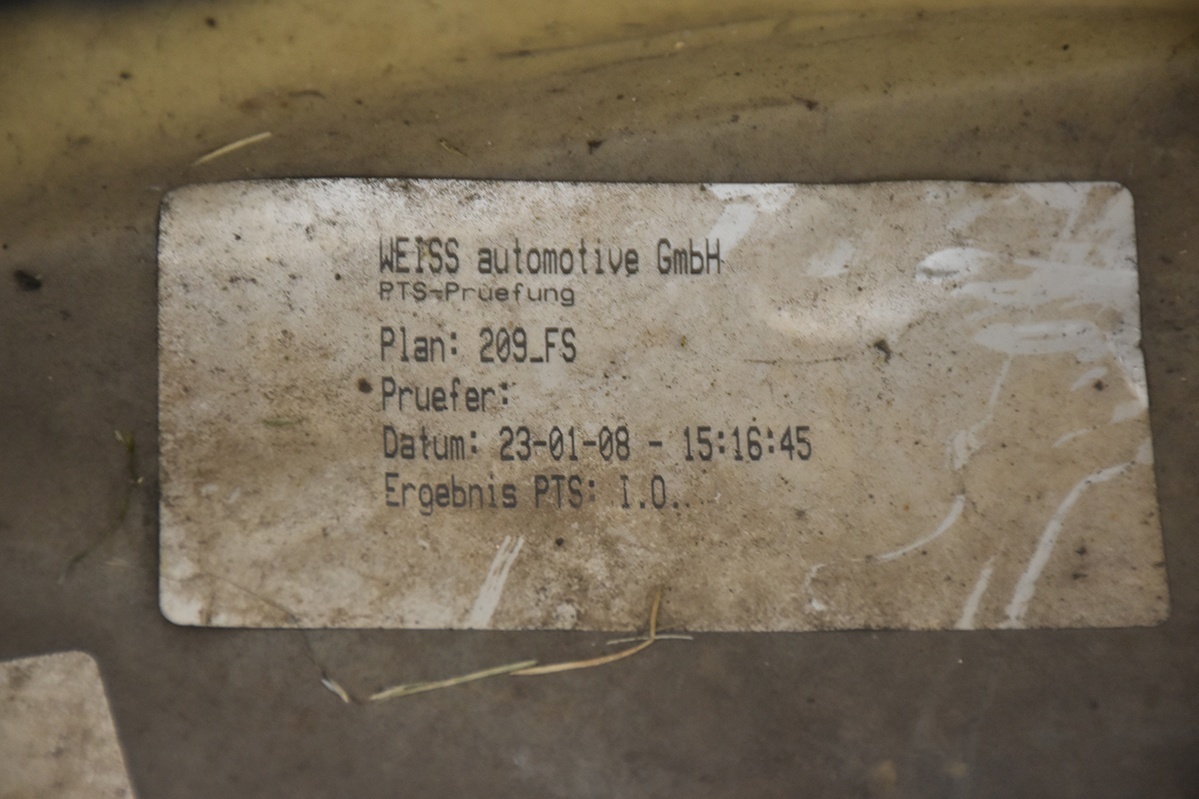 WEISS automotive GmbH
PTS-Pruefung
Plan: 209_FS
Pruefer:
Datum: 23-01-08 - 15:16:45
Ergebnis PTS: I.O..